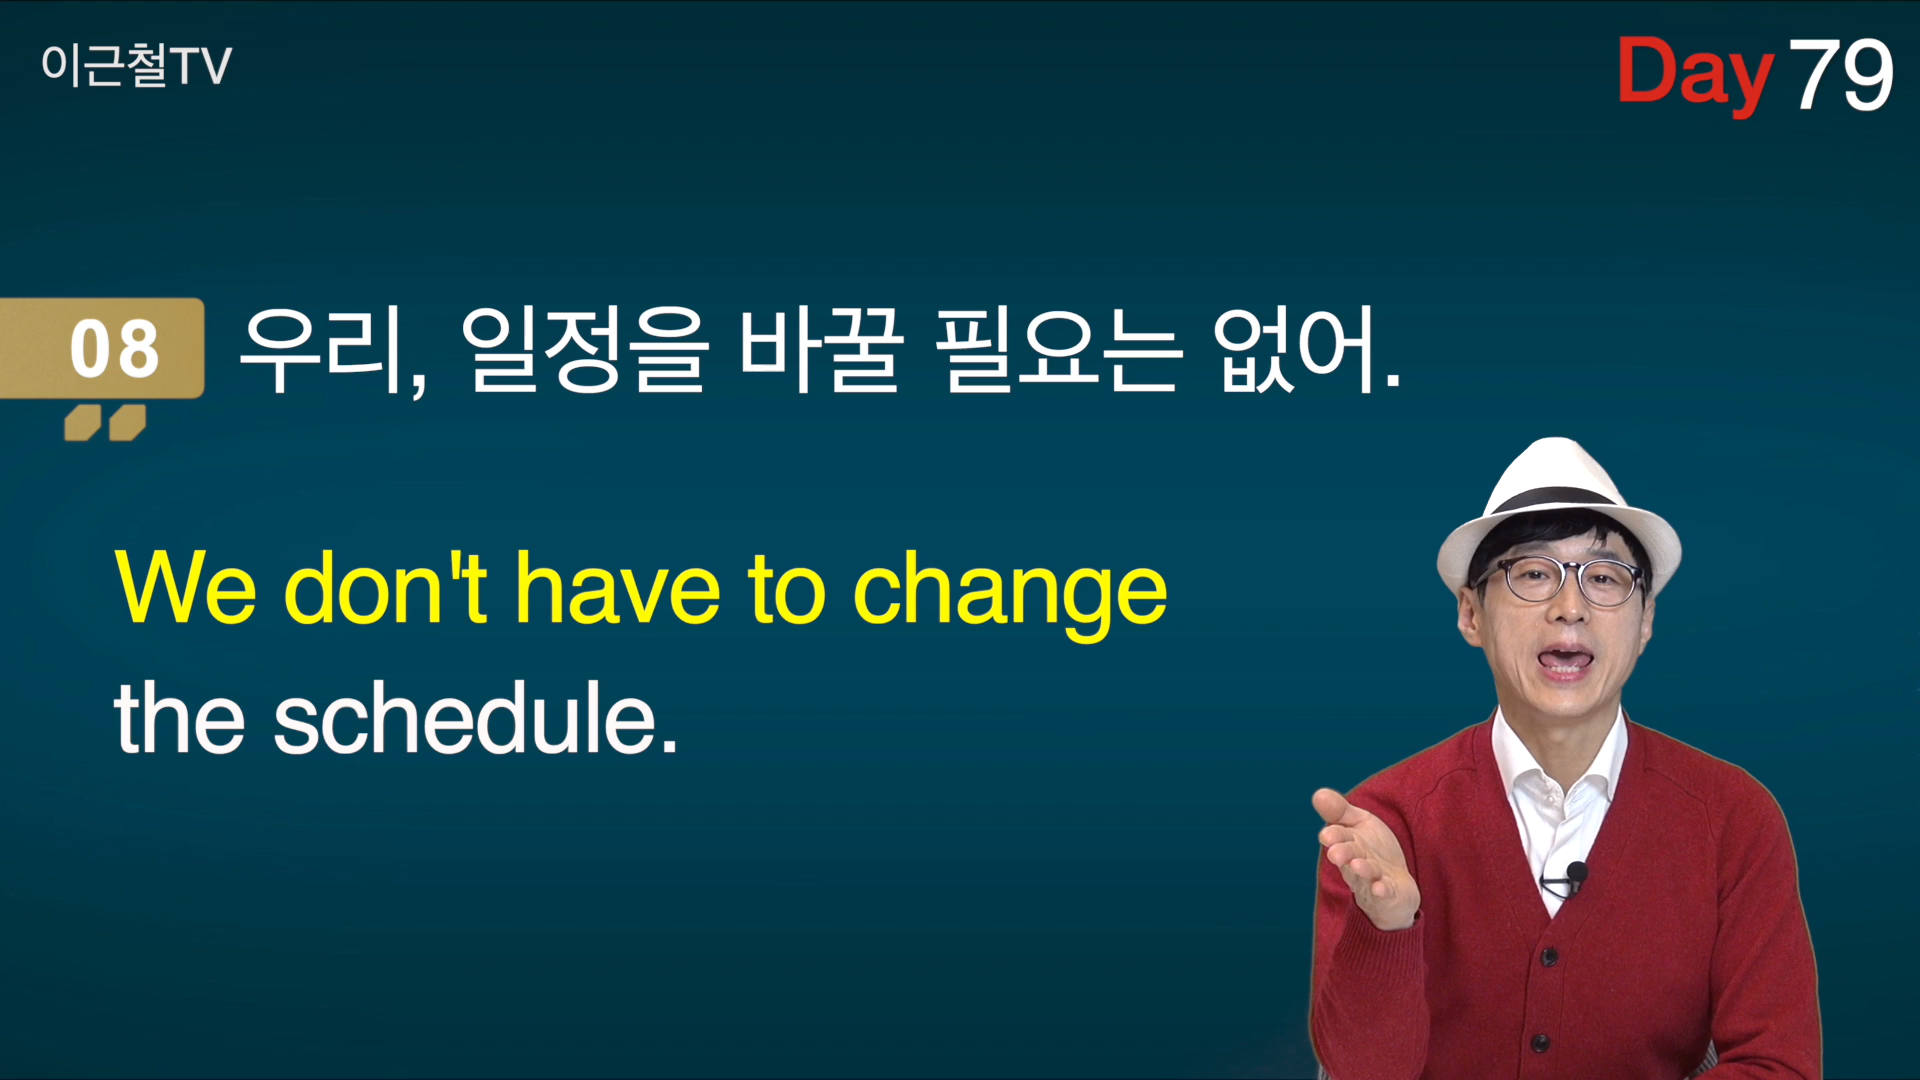 이근철TV
Day 79
08 우리, 일정을 바꿀 필요는 없어.
We don't have to change
the schedule.